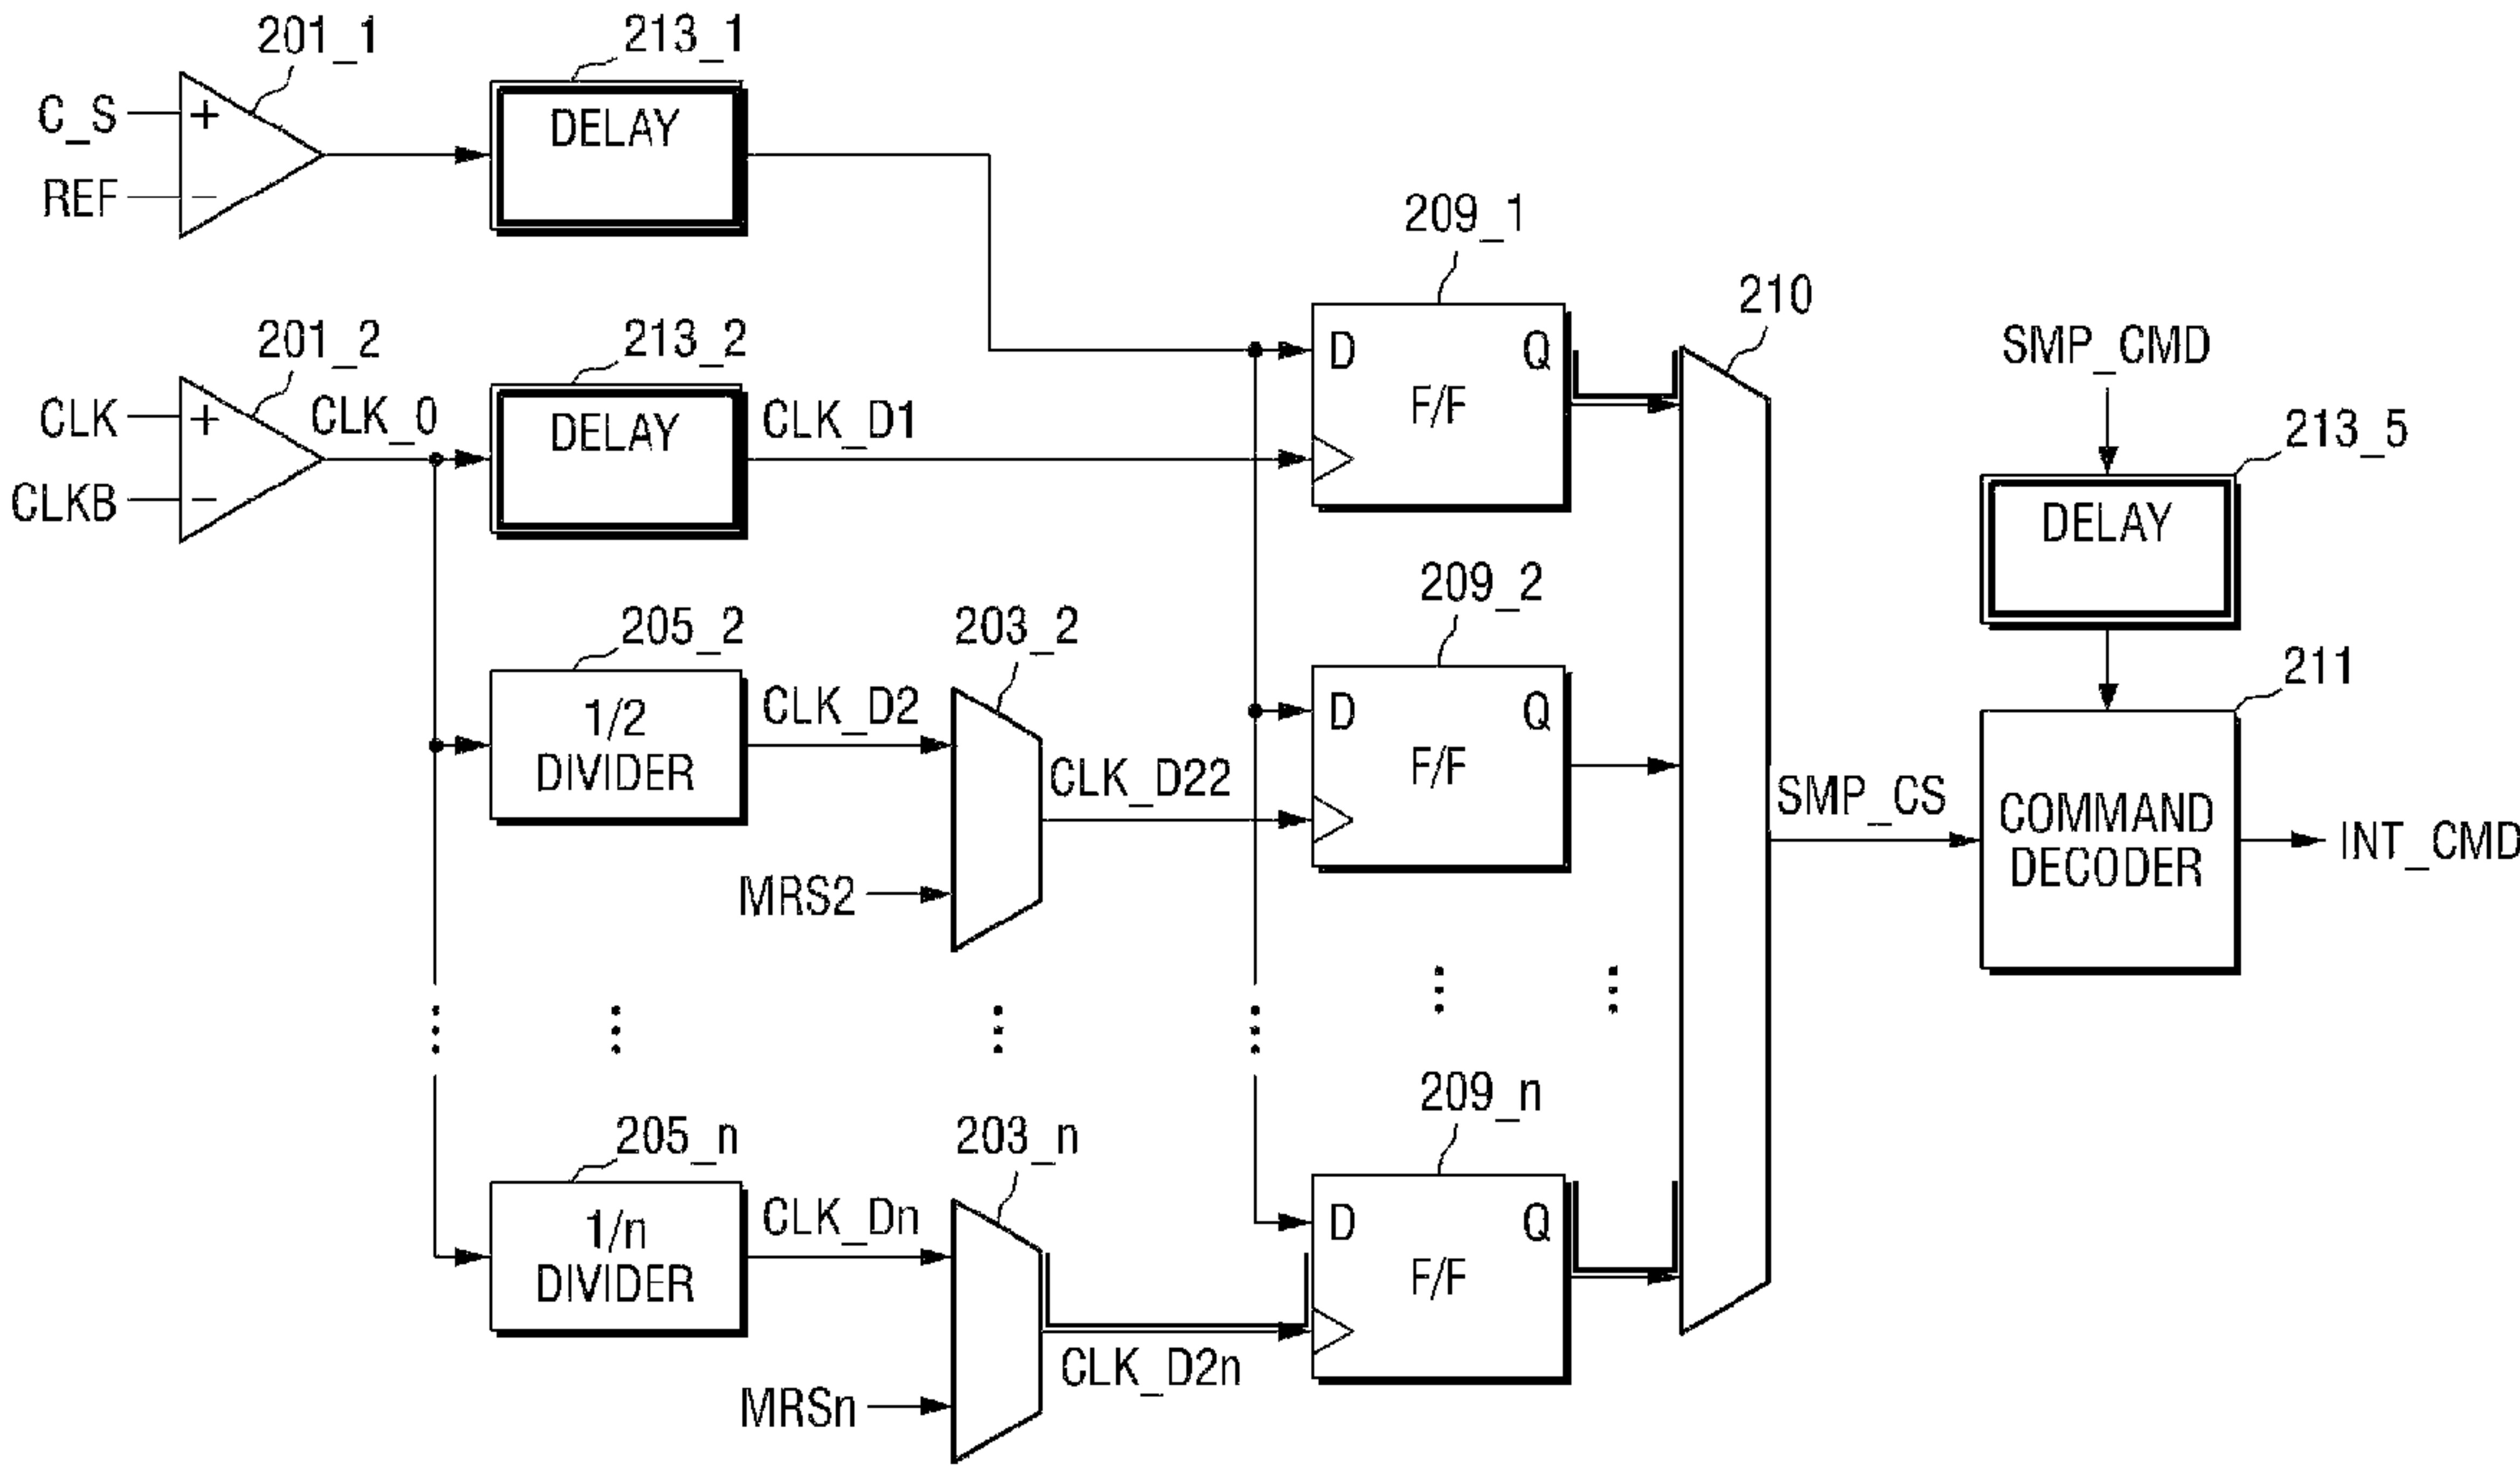 201_1
213_1
C_S
+
DELAY
REF
−
209_1
210
201_2
213_2
D
Q
SMP_CMD
F/F
CLK
+
CLK_0
DELAY
CLK_D1
213_5
CLKB
−
DELAY
209_2
205_2
203_2
211
1/2
DIVIDER
CLK_D2
D
Q
F/F
CLK_D22
SMP_CS
COMMAND
DECODER
INT_CMD
MRS2
209_n
205_n
203_n
1/n
DIVIDER
CLK_Dn
D
Q
F/F
CLK_D2n
MRSn